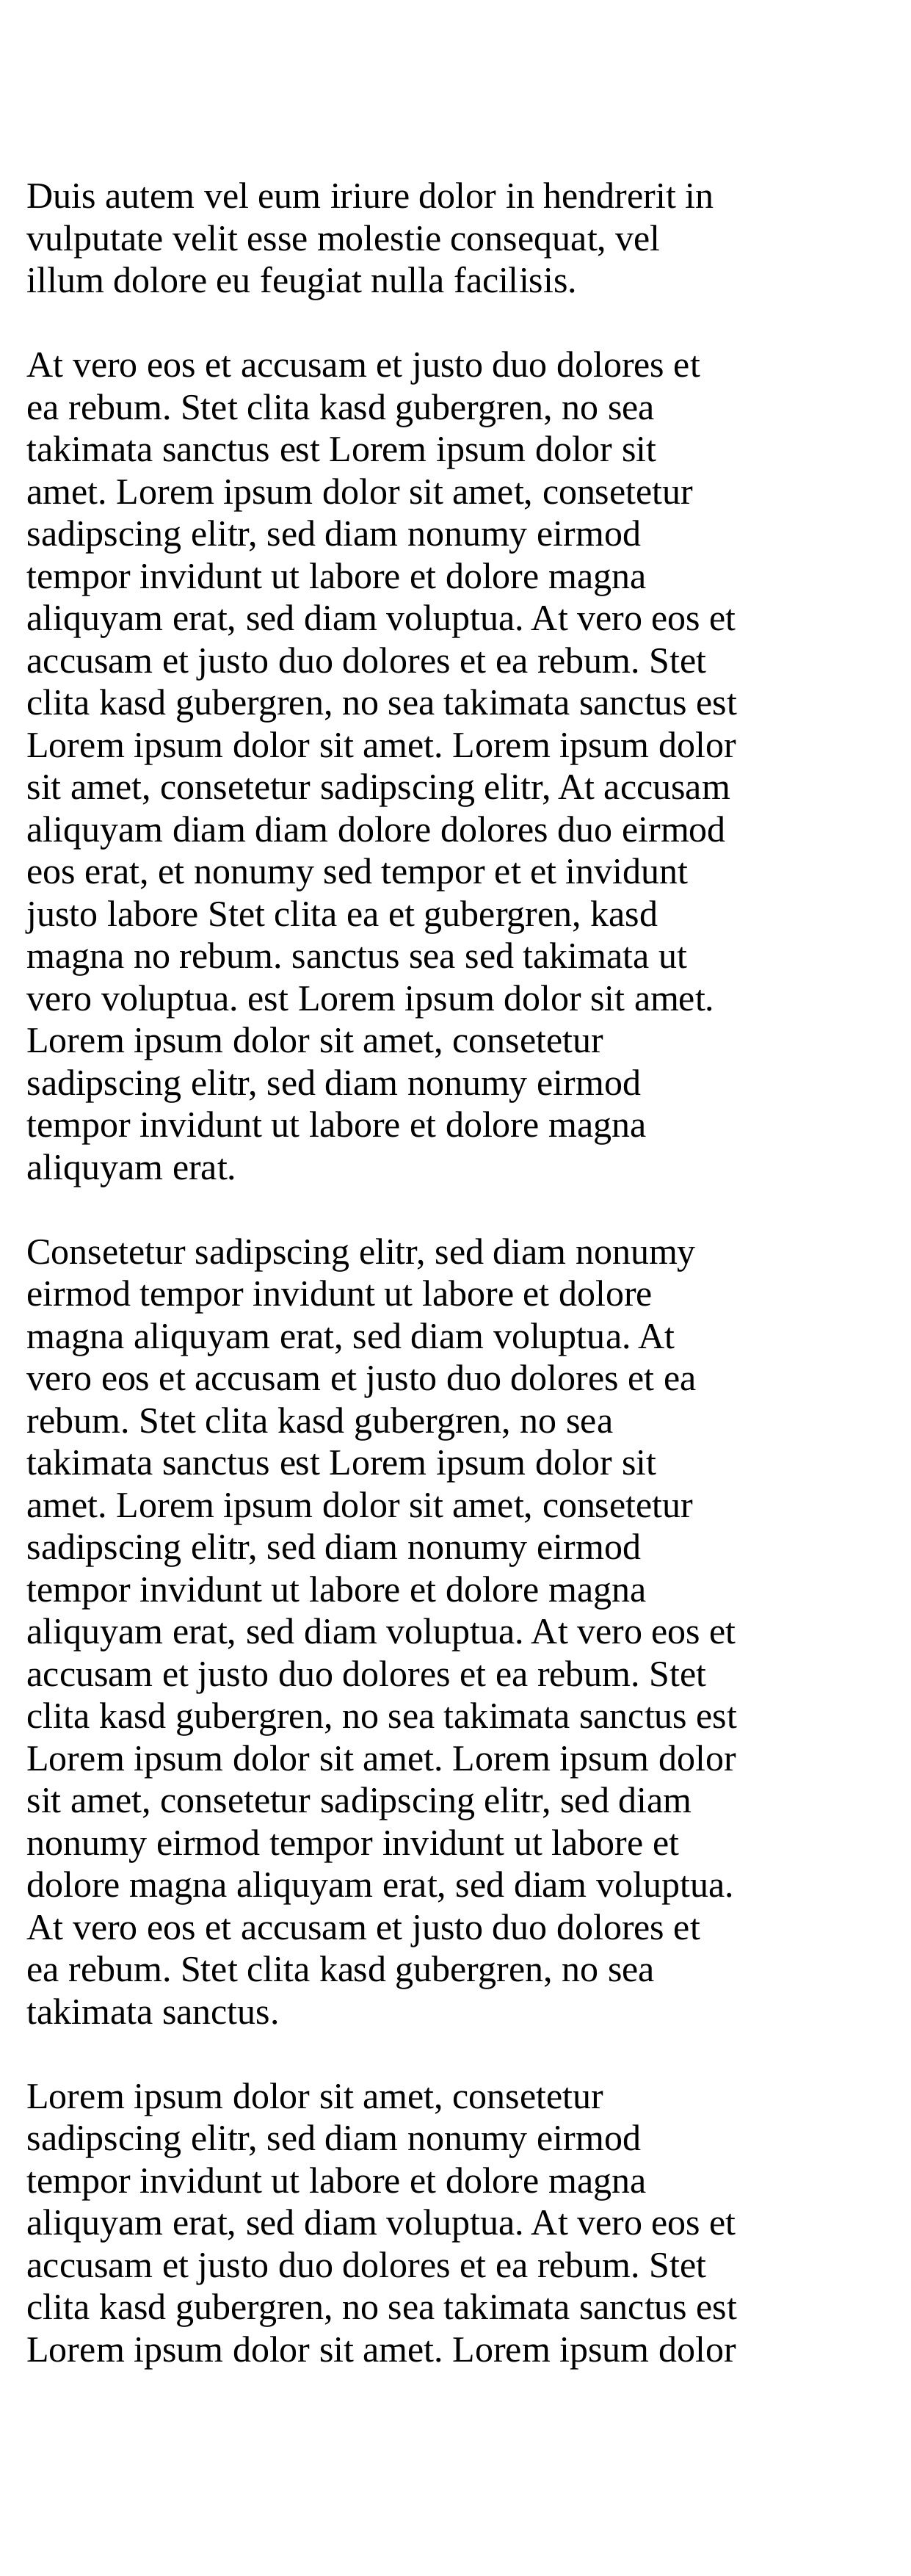 Duis autem vel eum iriure dolor in hendrerit in
vulputate velit esse molestie consequat, vel
illum dolore eu feugiat nulla facilisis.

At vero eos et accusam et justo duo dolores et
ea rebum. Stet clita kasd gubergren, no sea
takimata sanctus est Lorem ipsum dolor sit
amet. Lorem ipsum dolor sit amet, consetetur
sadipscing elitr, sed diam nonumy eirmod
tempor invidunt ut labore et dolore magna
aliquyam erat, sed diam voluptua. At vero eos et
accusam et justo duo dolores et ea rebum. Stet
clita kasd gubergren, no sea takimata sanctus est
Lorem ipsum dolor sit amet. Lorem ipsum dolor
sit amet, consetetur sadipscing elitr, At accusam
aliquyam diam diam dolore dolores duo eirmod
eos erat, et nonumy sed tempor et et invidunt
justo labore Stet clita ea et gubergren, kasd
magna no rebum. sanctus sea sed takimata ut
vero voluptua. est Lorem ipsum dolor sit amet.
Lorem ipsum dolor sit amet, consetetur
sadipscing elitr, sed diam nonumy eirmod
tempor invidunt ut labore et dolore magna
aliquyam erat.

Consetetur sadipscing elitr, sed diam nonumy
eirmod tempor invidunt ut labore et dolore
magna aliquyam erat, sed diam voluptua. At
vero eos et accusam et justo duo dolores et ea
rebum. Stet clita kasd gubergren, no sea
takimata sanctus est Lorem ipsum dolor sit
amet. Lorem ipsum dolor sit amet, consetetur
sadipscing elitr, sed diam nonumy eirmod
tempor invidunt ut labore et dolore magna
aliquyam erat, sed diam voluptua. At vero eos et
accusam et justo duo dolores et ea rebum. Stet
clita kasd gubergren, no sea takimata sanctus est
Lorem ipsum dolor sit amet. Lorem ipsum dolor
sit amet, consetetur sadipscing elitr, sed diam
nonumy eirmod tempor invidunt ut labore et
dolore magna aliquyam erat, sed diam voluptua.
At vero eos et accusam et justo duo dolores et
ea rebum. Stet clita kasd gubergren, no sea
takimata sanctus.

Lorem ipsum dolor sit amet, consetetur
sadipscing elitr, sed diam nonumy eirmod
tempor invidunt ut labore et dolore magna
aliquyam erat, sed diam voluptua. At vero eos et
accusam et justo duo dolores et ea rebum. Stet
clita kasd gubergren, no sea takimata sanctus est
Lorem ipsum dolor sit amet. Lorem ipsum dolor